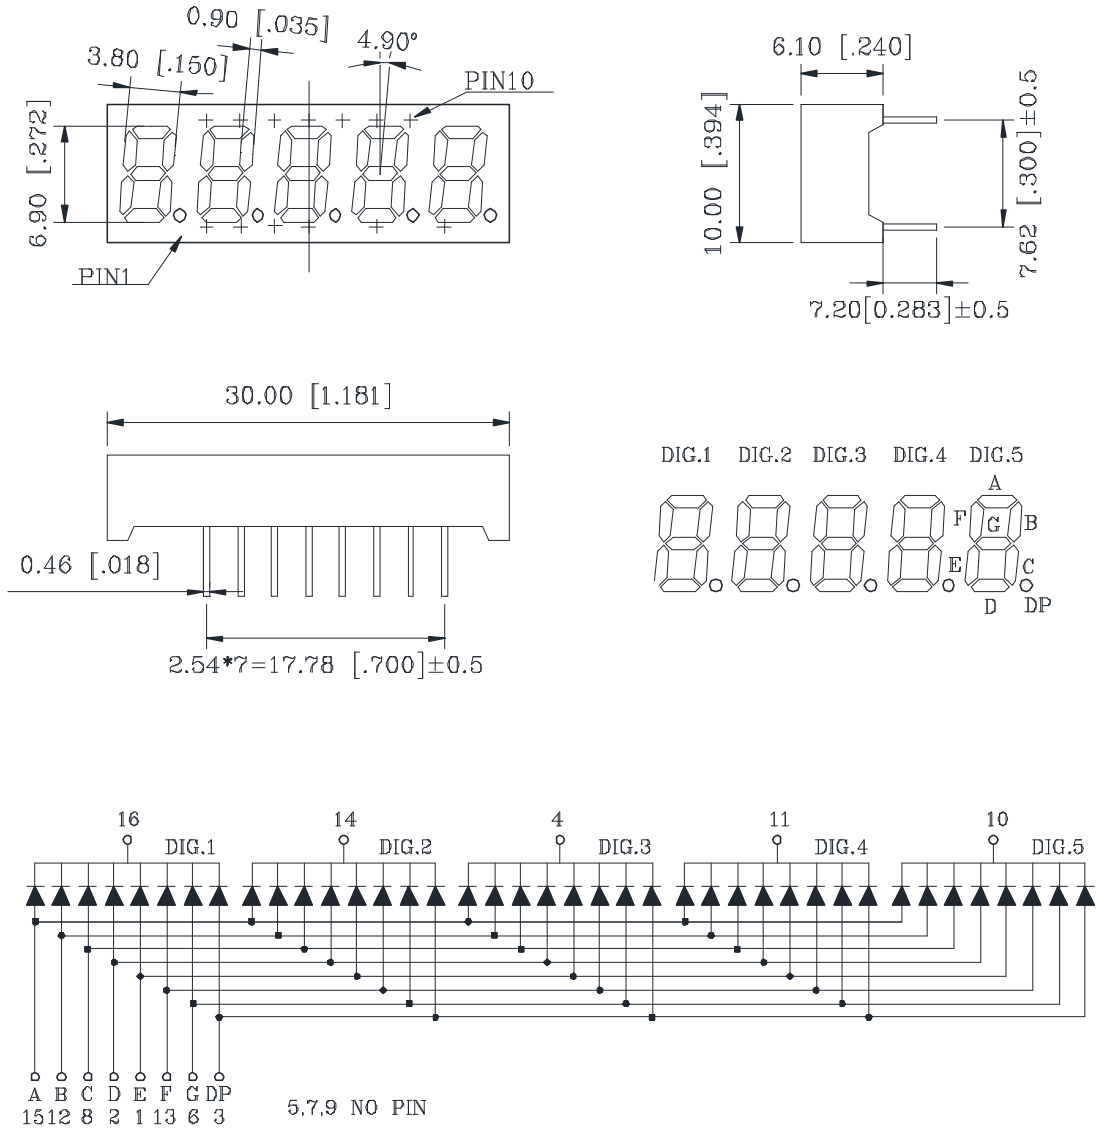 0.90 [.035]
3.80 [.150]
4.90°
PIN10
6.90 [.272]
PIN1
6.10 [.240]
10.00 [.394]
7.62 [.300]±0.5
7.20[0.283]±0.5
30.00 [1.181]
0.46 [.018]
2.54*7=17.78 [.700]±0.5
DIG.1 DIG.2 DIG.3 DIG.4 DIG.5
A
F G B
E C
D DP
16 14 4 11 10
DIG.1 DIG.2 DIG.3 DIG.4 DIG.5
A B C D E F G DP
15 12 8 2 1 13 6 3
5,7,9 NO PIN